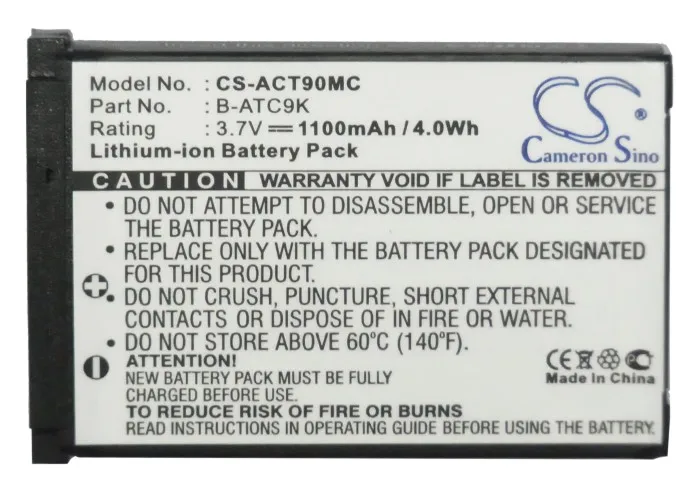 Model No. : CS-ACT90MC
Part No. : B-ATC9K
Rating : 3.7V 1100mAh / 4.0Wh
Lithium-ion Battery Pack
CS
Cameron Sino
CAUTION WARRANTY VOID IF LABEL IS REMOVED
• DO NOT ATTEMPT TO DISASSEMBLE, OPEN OR SERVICE
THE BATTERY PACK.
• REPLACE ONLY WITH THE BATTERY PACK DESIGNATED
FOR THIS PRODUCT.
• DO NOT CRUSH, PUNCTURE, SHORT EXTERNAL
CONTACTS OR DISPOSE OF IN FIRE OR WATER.
• DO NOT STORE ABOVE 60°C (140°F).
ATTENTION!
NEW BATTERY PACK MUST BE FULLY
CHARGED BEFORE USE.
CE
Made In China
TO REDUCE RISK OF FIRE OR BURNS
READ INSTRUCTIONS IN OPERATING GUIDE BEFORE USING BATTERY